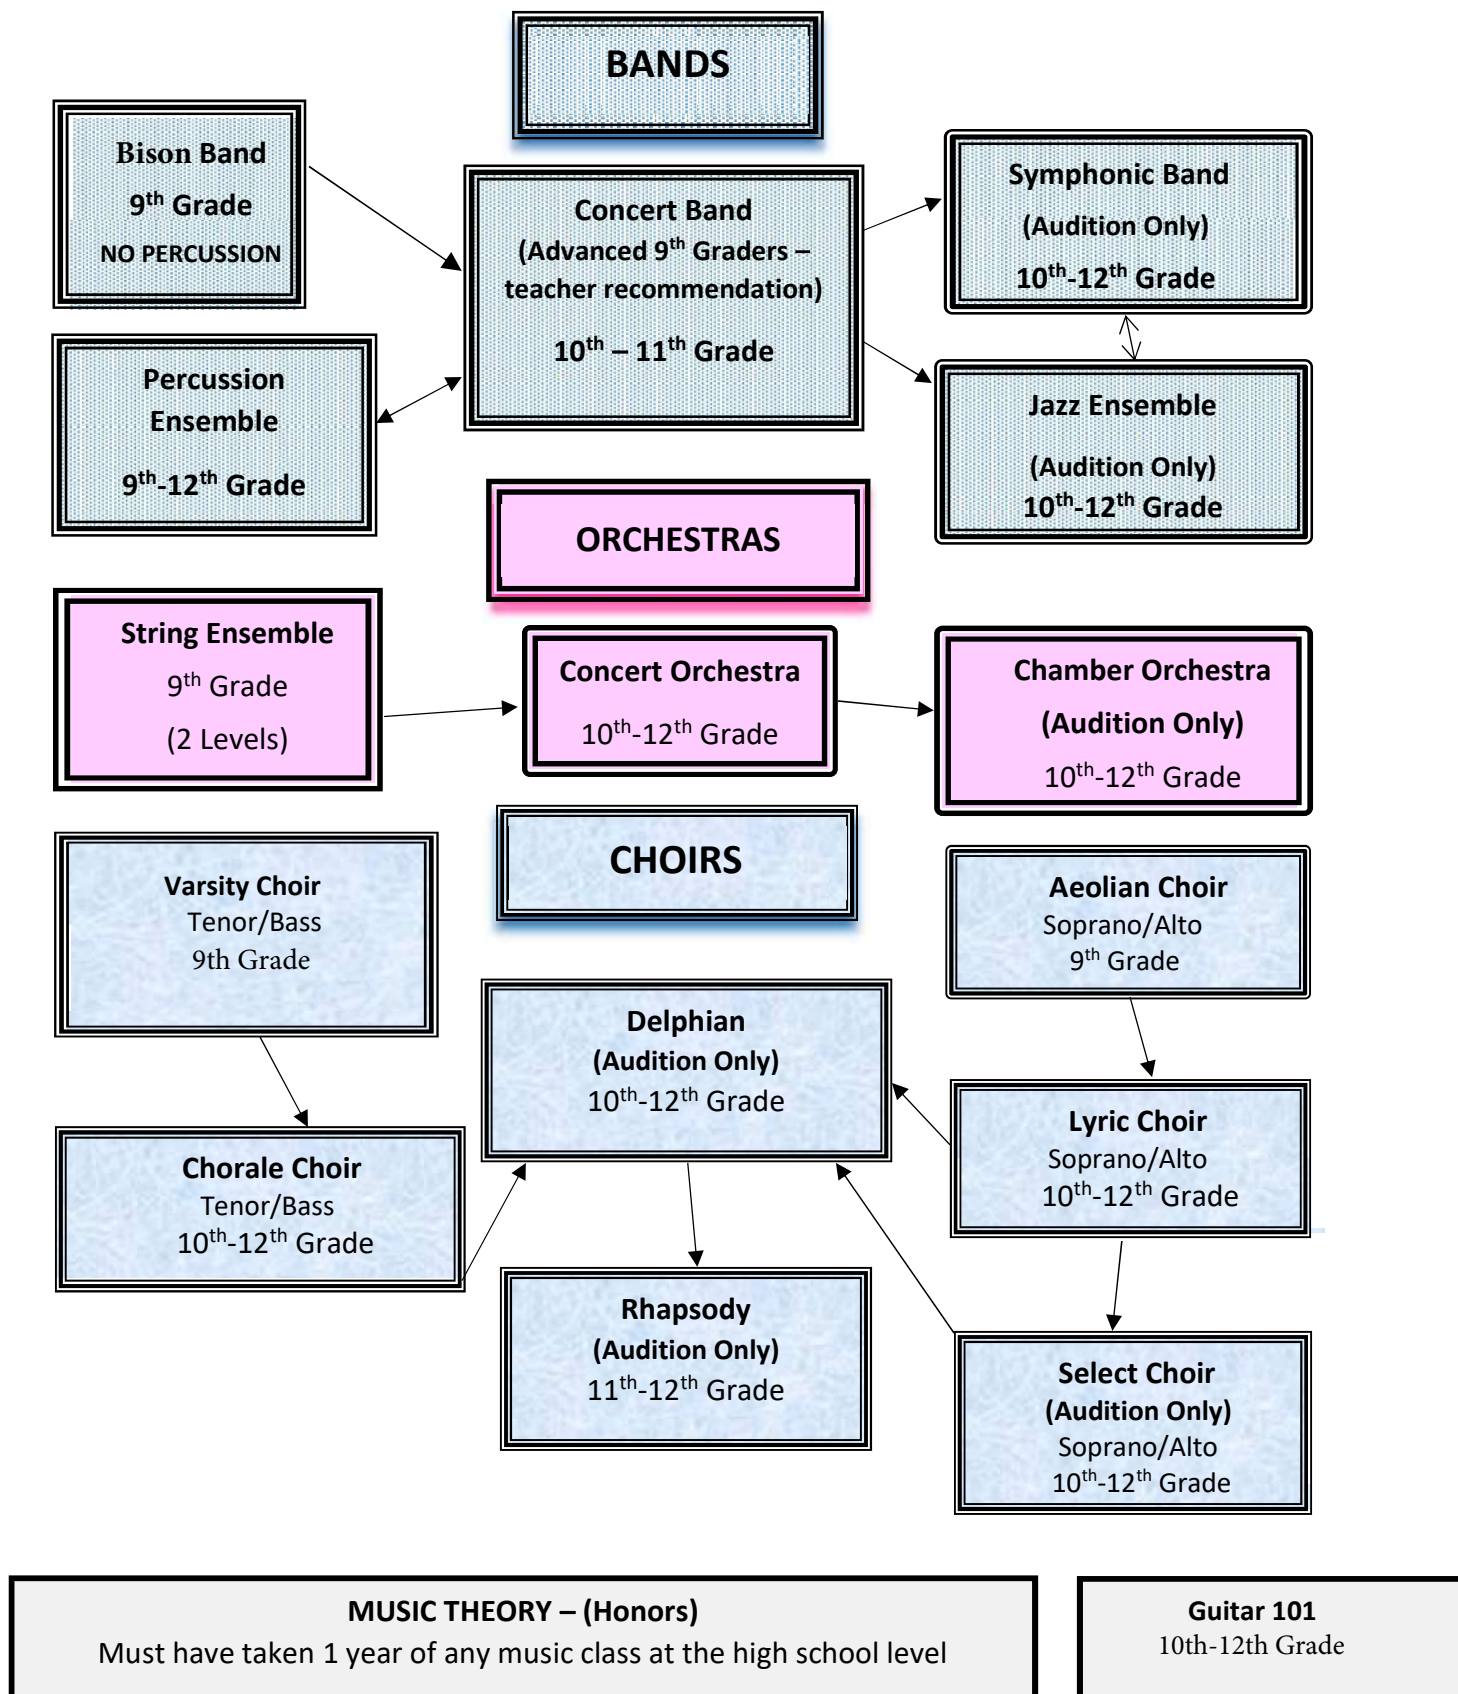 BANDS
Bison Band
9th Grade
NO PERCUSSION
Concert Band
(Advanced 9th Graders –
teacher recommendation)
10th – 11th Grade
Symphonic Band
(Audition Only)
10th-12th Grade
Percussion
Ensemble
9th-12th Grade
Jazz Ensemble
(Audition Only)
10th-12th Grade
ORCHESTRAS
String Ensemble
9th Grade
(2 Levels)
Concert Orchestra
10th-12th Grade
Chamber Orchestra
(Audition Only)
10th-12th Grade
CHOIRS
Varsity Choir
Tenor/Bass
9th Grade
Aeolian Choir
Soprano/Alto
9th Grade
Delphian
(Audition Only)
10th-12th Grade
Lyric Choir
Soprano/Alto
10th-12th Grade
Chorale Choir
Tenor/Bass
10th-12th Grade
Rhapsody
(Audition Only)
11th-12th Grade
Select Choir
(Audition Only)
Soprano/Alto
10th-12th Grade
MUSIC THEORY – (Honors)
Must have taken 1 year of any music class at the high school level
Guitar 101
10th-12th Grade